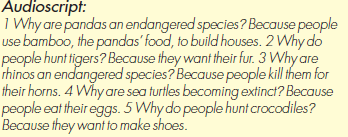 Audioscript:
1 Why are pandas an endangered species? Because people
use bamboo, the pandas' food, to build houses. 2 Why do
people hunt tigers? Because they want their fur. 3 Why are
rhinos an endangered species? Because people kill them for
their horns. 4 Why are sea turtles becoming extinct? Because
people eat their eggs. 5 Why do people hunt crocodiles?
Because they want to make shoes.